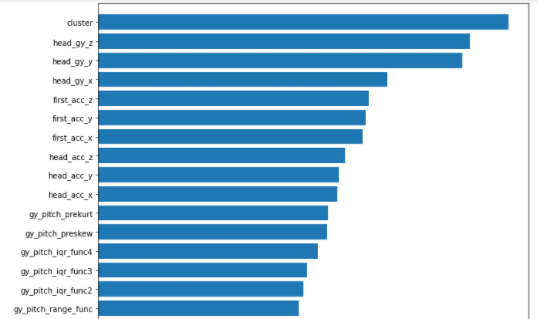 cluster
head_gy_z
head_gy_y
head_gy_x
first_acc_z
first_acc_y
first_acc_x
head_acc_z
head_acc_y
head_acc_x
gy_pitch_prekurt
gy_pitch_preskew
gy_pitch_iqr_func4
gy_pitch_iqr_func3
gy_pitch_iqr_func2
gy_pitch_range_func